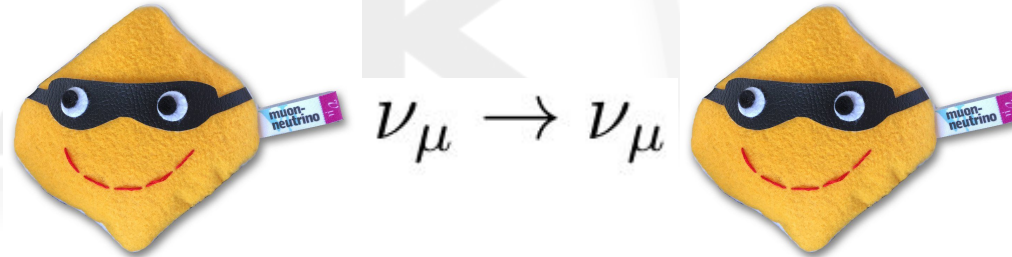 muon-
neutrino
ν_μ → ν_μ
muon-
neutrino